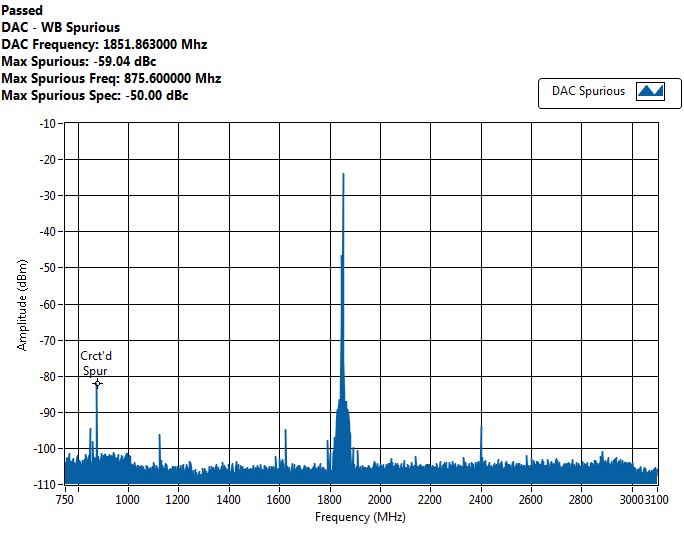 Passed
DAC - WB Spurious
DAC Frequency: 1851.863000 Mhz
Max Spurious: -59.04 dBc
Max Spurious Freq: 875.600000 Mhz
Max Spurious Spec: -50.00 dBc
DAC Spurious
-10
-20
-30
-40
-50
-60
-70
-80
-90
-100
-110
Amplitude (dBm)
Crct'd
Spur
750 1000 1200 1400 1600 1800 2000 2200 2400 2600 2800 3000 3100
Frequency (MHz)